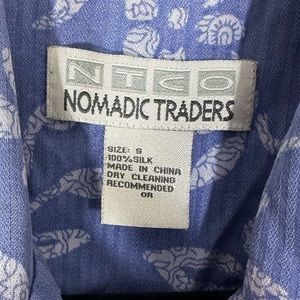 NTCO
NOMADIC TRADERS
SIZE: S
100%SILK
MADE IN CHINA
DRY CLEANING
RECOMMENDED
OR